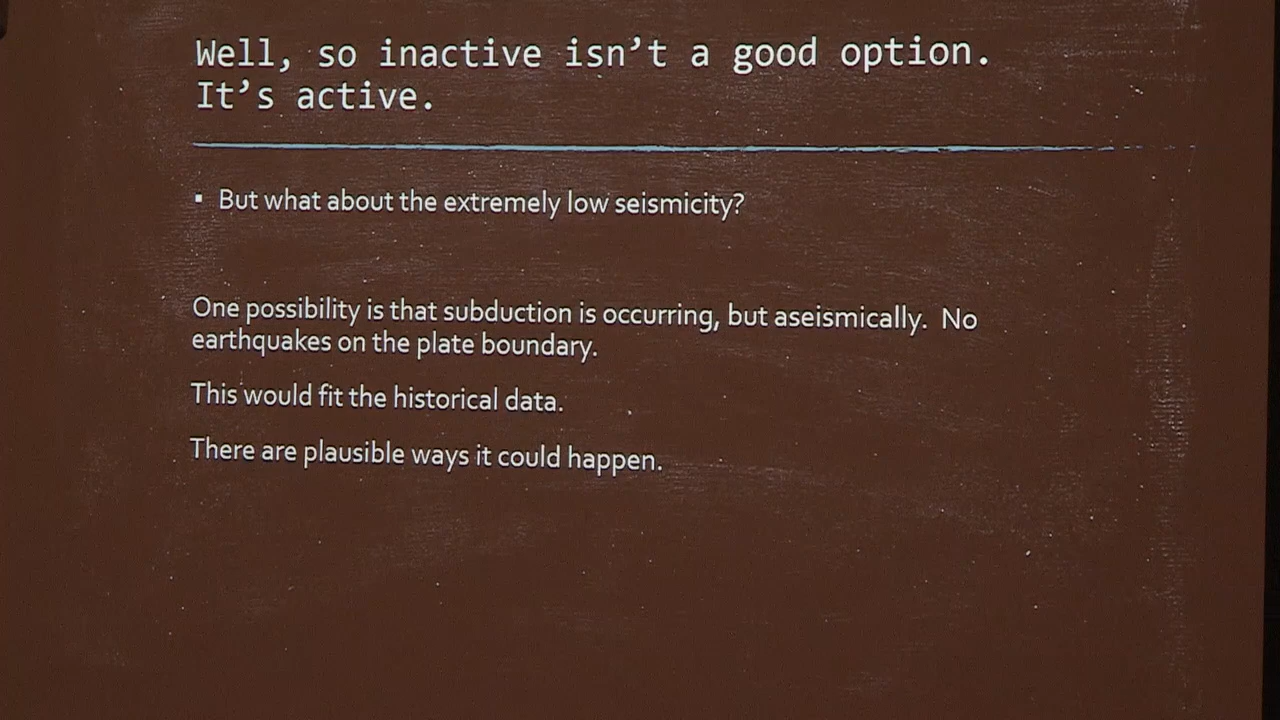 Well, so inactive isn’t a good option.
It’s active.
▪ But what about the extremely low seismicity?
One possibility is that subduction is occurring, but aseismically.  No
earthquakes on the plate boundary.
This would fit the historical data.
There are plausible ways it could happen.